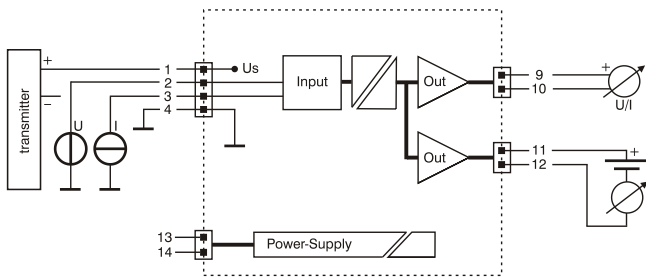 transmitter
+
−
U
I
1
2
3
4
Us
Input
Out
Out
9
10
+
U/I
11
12
+
13
14
Power-Supply